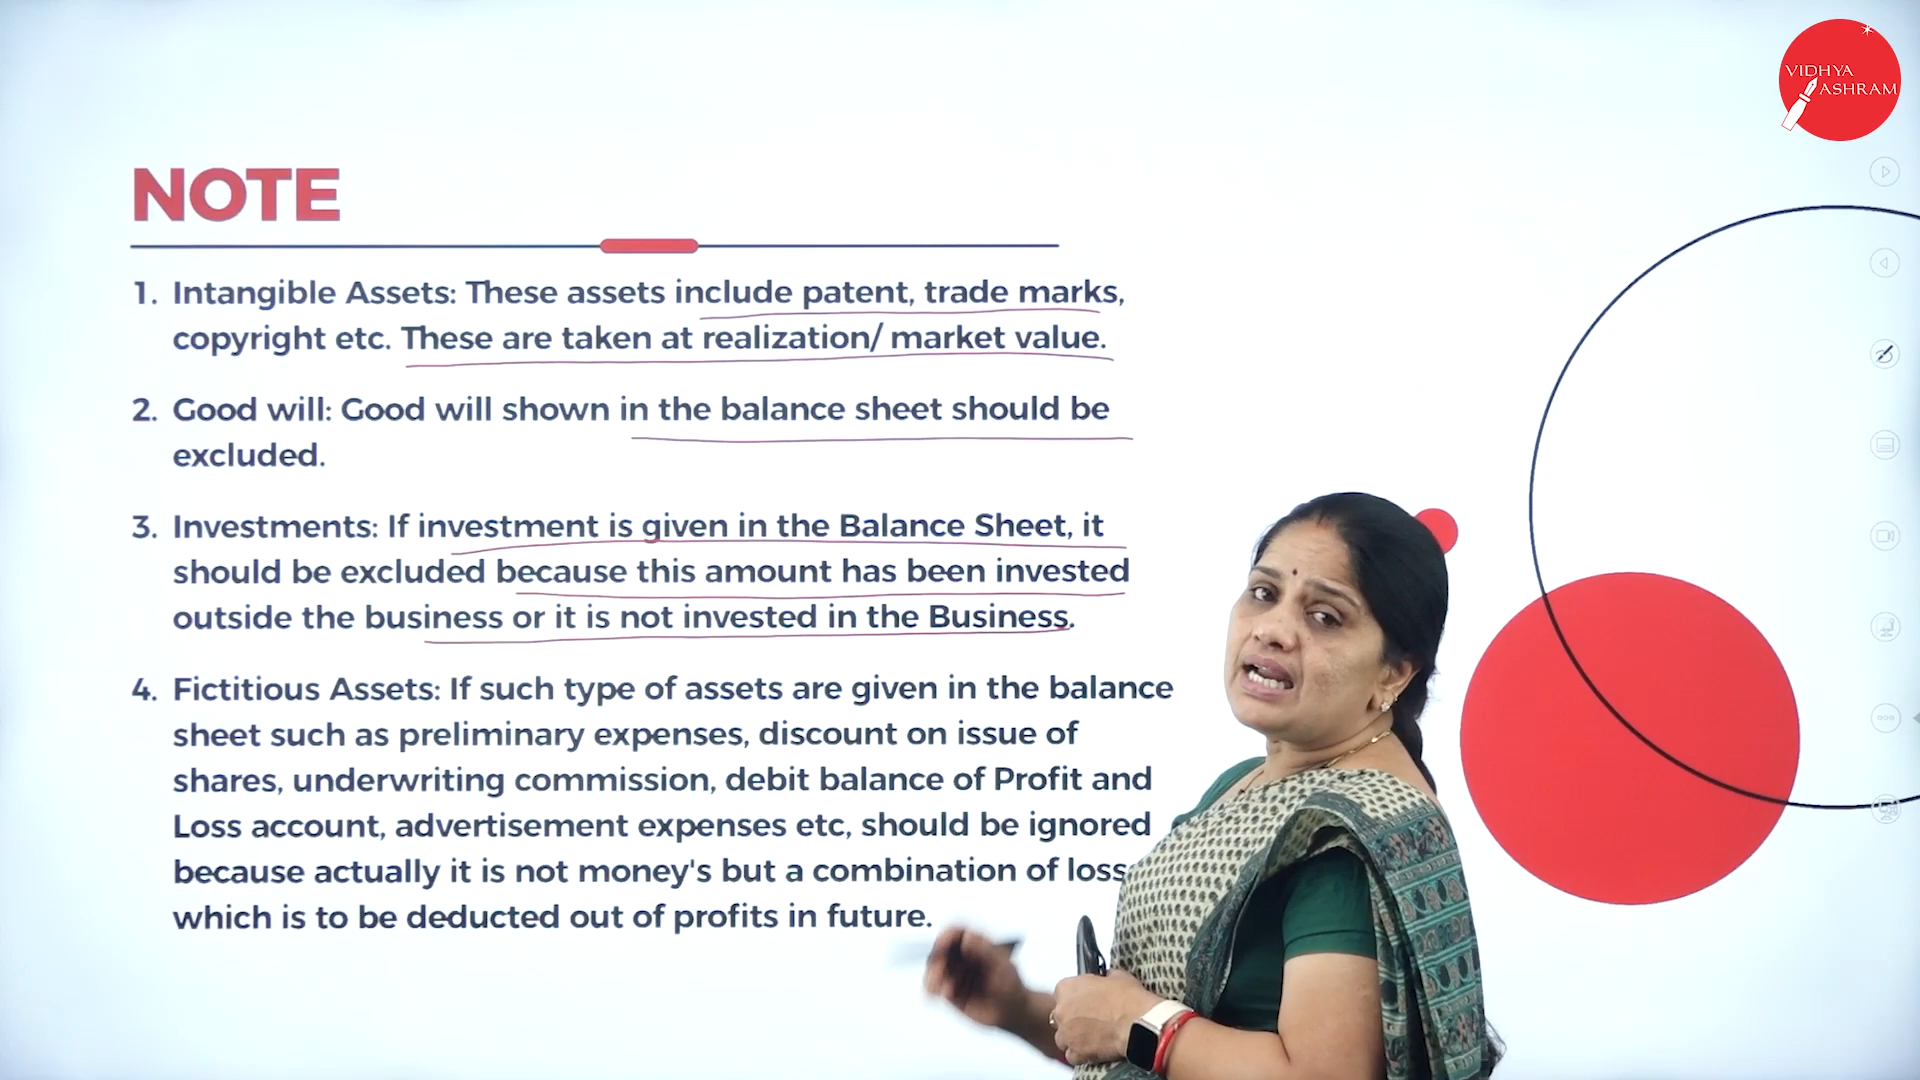 VIDHYA
ASHRAM
NOTE
1. Intangible Assets: These assets include patent, trade marks,
copyright etc. These are taken at realization/ market value.
2. Good will: Good will shown in the balance sheet should be
excluded.
3. Investments: If investment is given in the Balance Sheet, it
should be excluded because this amount has been invested
outside the business or it is not invested in the Business.
4. Fictitious Assets: If such type of assets are given in the balance
sheet such as preliminary expenses, discount on issue of
shares, underwriting commission, debit balance of Profit and
Loss account, advertisement expenses etc, should be ignored
because actually it is not money's but a combination of loss
which is to be deducted out of profits in future.